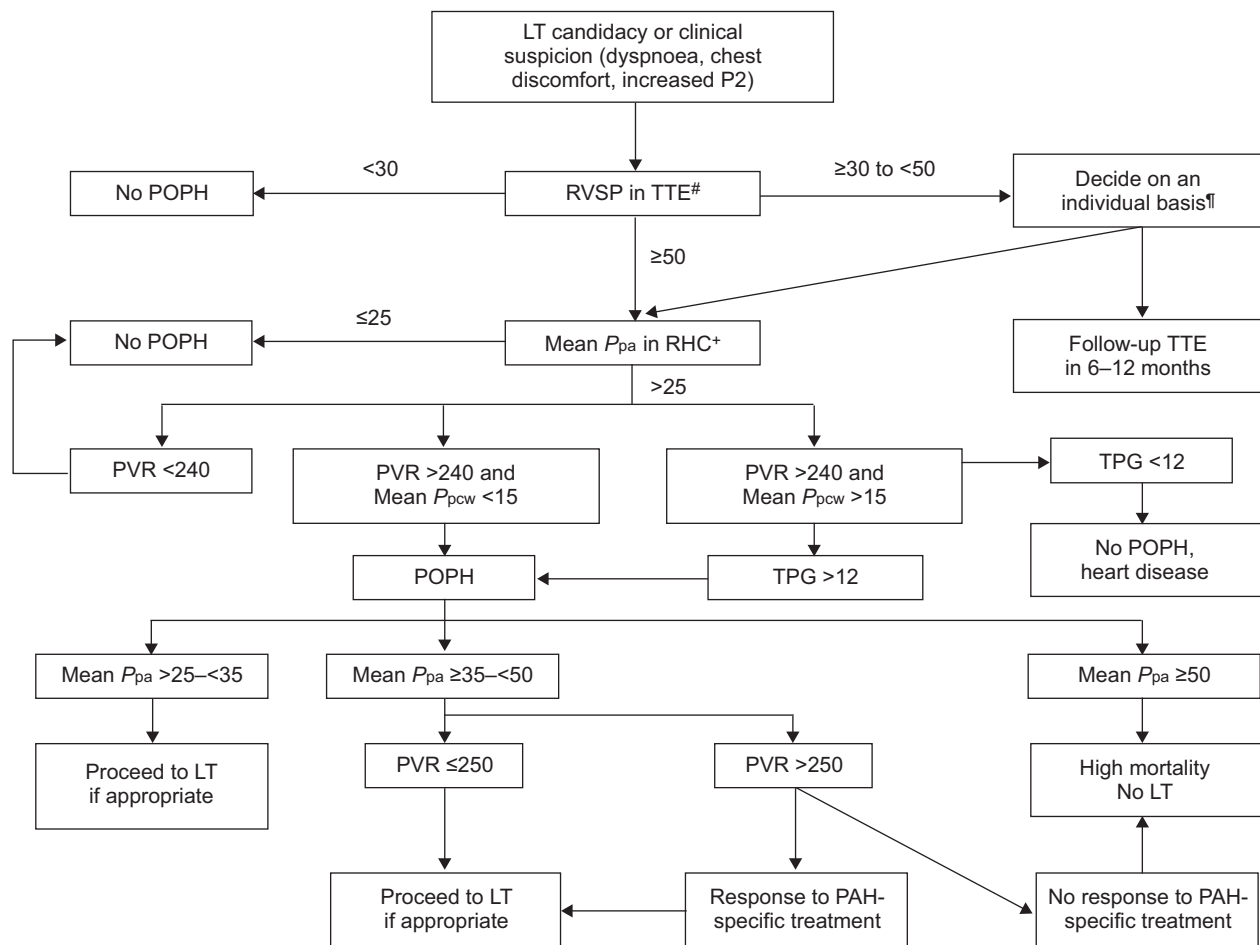 LT candidacy or clinical
suspicion (dyspnoea, chest
discomfort, increased P2)
<30
≥30 to <50
No POPH
RVSP in TTE#
Decide on an
individual basis¶
≥50
≤25
No POPH
Mean Ppa in RHC+
Follow-up TTE
in 6–12 months
>25
PVR <240
PVR >240 and
Mean Ppcw <15
PVR >240 and
Mean Ppcw >15
TPG <12
No POPH,
heart disease
POPH
TPG >12
Mean Ppa >25–<35
Mean Ppa ≥35–<50
Mean Ppa ≥50
Proceed to LT
if appropriate
PVR ≤250
PVR >250
High mortality
No LT
Proceed to LT
if appropriate
Response to PAH-
specific treatment
No response to PAH-
specific treatment